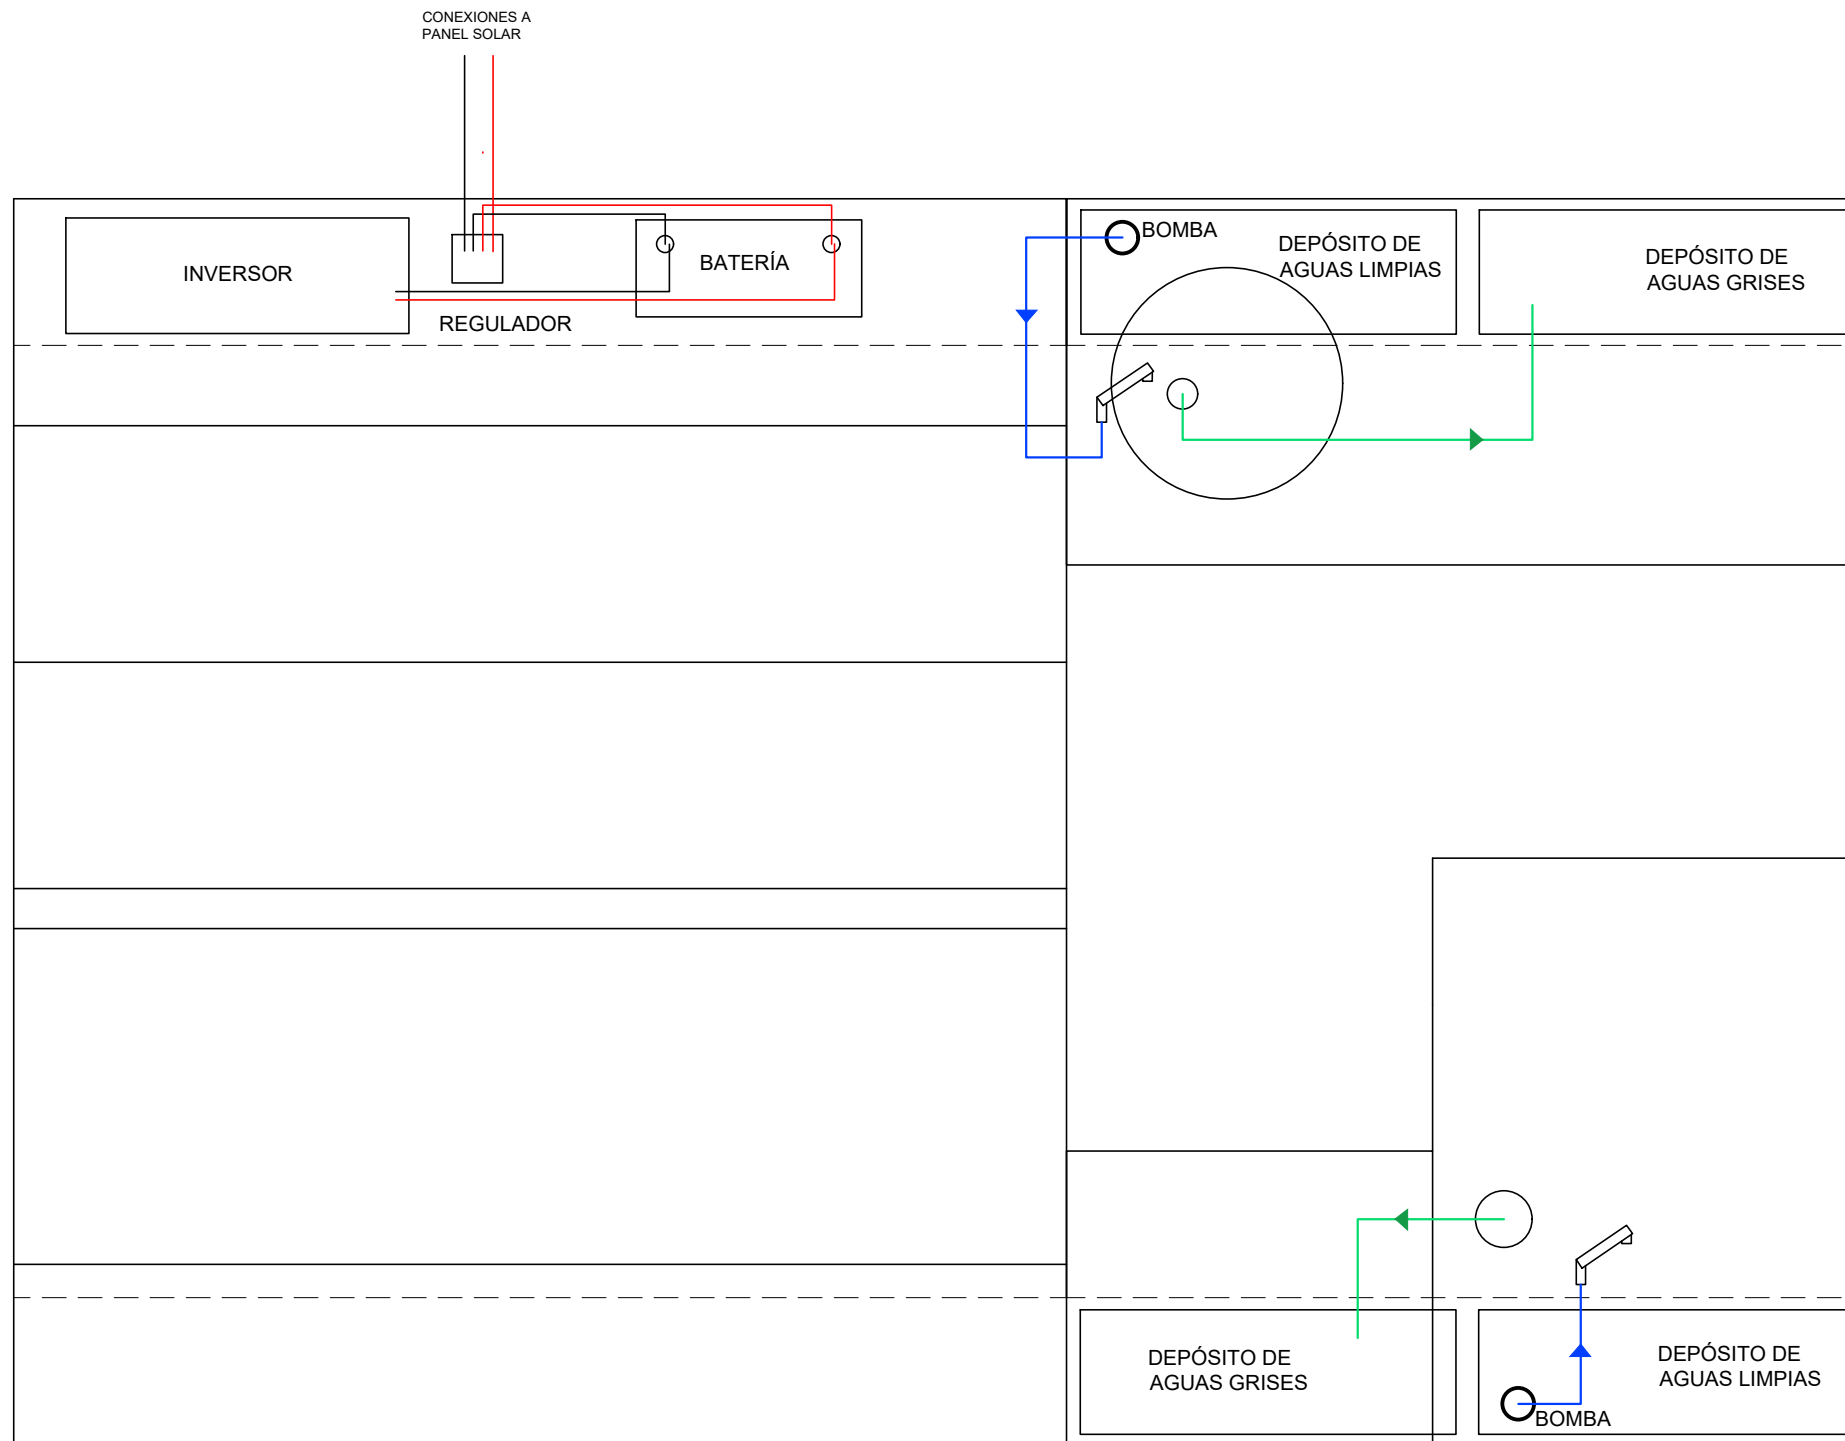 CONEXIONES A
PANEL SOLAR
INVERSOR
REGULADOR
BATERÍA
BOMBA
DEPÓSITO DE
AGUAS LIMPIAS
DEPÓSITO DE
AGUAS GRISES
DEPÓSITO DE
AGUAS GRISES
BOMBA
DEPÓSITO DE
AGUAS LIMPIAS